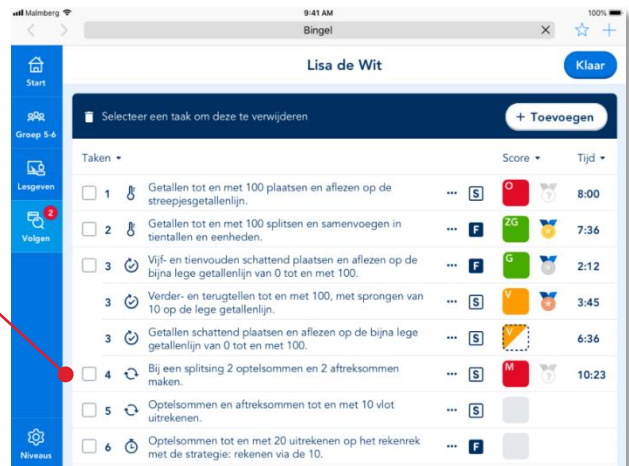 Malmberg 9:41 AM 100%
Bingel
Start
Groep 5-6
Lesgeven
2
Volgen
Niveaus
Lisa de Wit
Klaar
Selecteer een taak om deze te verwijderen
+ Toevoegen
Taken Score Tijd
1 Getallen tot en met 100 plaatsen en aflezen op de
streepjesgetallenlijn. ... S O ? 8:00
2 Getallen tot en met 100 splitsen en samenvoegen in
tientallen en eenheden. ... F ZG 7:36
3 Vijf- en tienvouden schattend plaatsen en aflezen op de
bijna lege getallenlijn van 0 tot en met 100. ... F G 2:12
3 Verder- en terugtellen tot en met 100, met sprongen van
10 op de lege getallenlijn. ... S V 3:45
3 Getallen schattend plaatsen en aflezen op de bijna lege
getallenlijn van 0 tot en met 100. ... S V 6:36
4 Bij een splitsing 2 optelsommen en 2 aftreksommen
maken. ... S M ? 10:23
5 Optelsommen en aftreksommen tot en met 10 vlot
uitrekenen. ... S
6 Optelsommen tot en met 20 uitrekenen op het rekenrek
met de strategie: rekenen via de 10. ... F